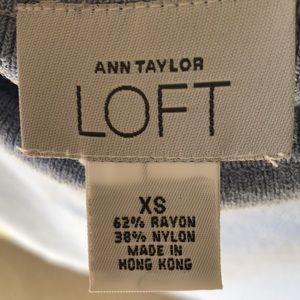 ANN TAYLOR
LOFT
XS
62% RAYON
38% NYLON
MADE IN
HONG KONG